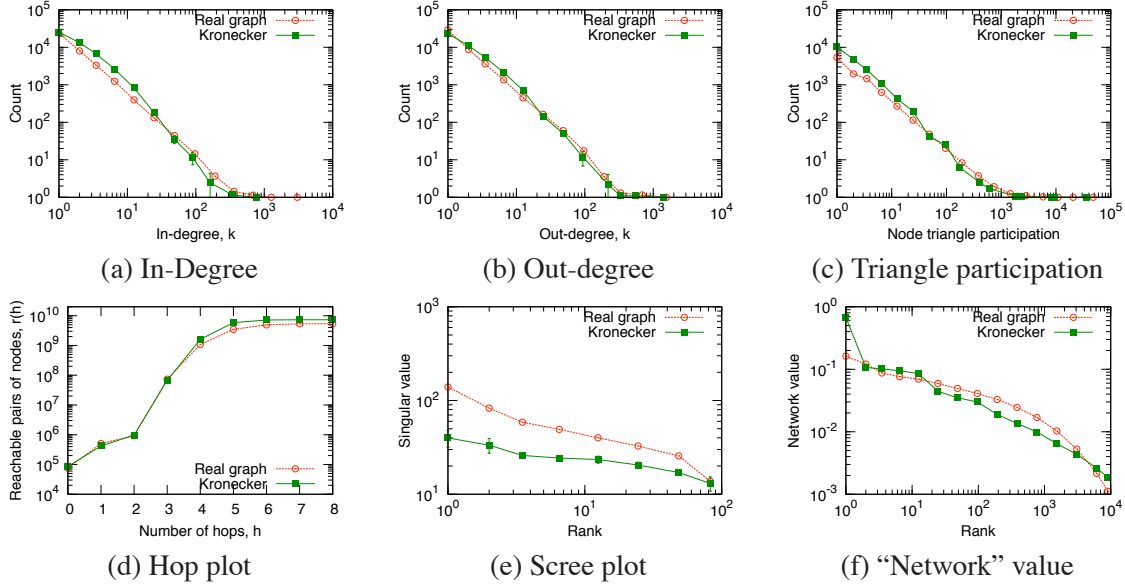 10^5
10^4
10^3
10^2
10^1
10^0
Count
Real graph
Kronecker
10^0 10^1 10^2 10^3 10^4
In-degree, k
(a) In-Degree
10^5
10^4
10^3
10^2
10^1
10^0
Count
Real graph
Kronecker
10^0 10^1 10^2 10^3 10^4
Out-degree, k
(b) Out-degree
10^5
10^4
10^3
10^2
10^1
10^0
Count
Real graph
Kronecker
10^0 10^1 10^2 10^3 10^4 10^5
Node triangle participation
(c) Triangle participation
10^10
10^9
10^8
10^7
10^6
10^5
10^4
Reachable pairs of nodes, r(h)
Real graph
Kronecker
0 1 2 3 4 5 6 7 8
Number of hops, h
(d) Hop plot
10^3
10^2
10^1
Singular value
Real graph
Kronecker
10^0 10^1 10^2
Rank
(e) Scree plot
10^0
10^-1
10^-2
10^-3
Network value
Real graph
Kronecker
10^0 10^1 10^2 10^3 10^4
Rank
(f) “Network” value